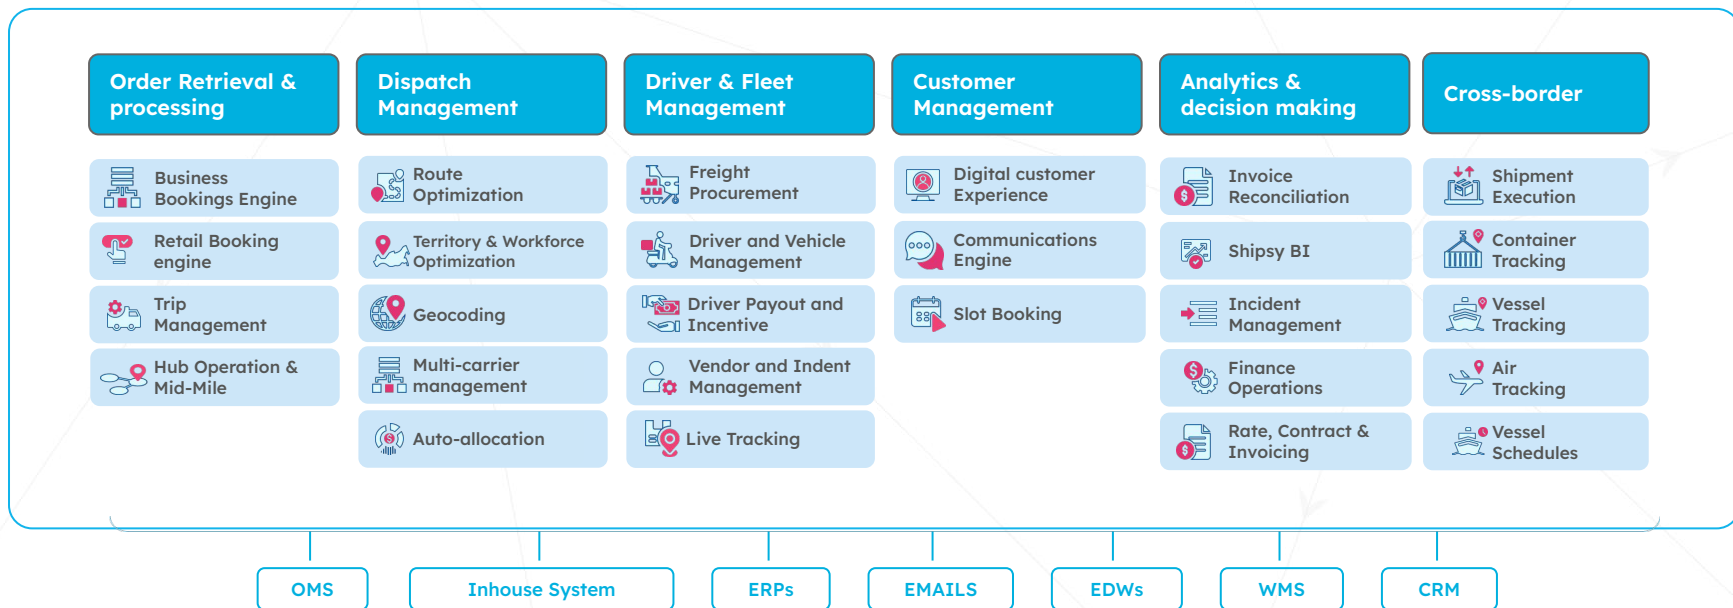 Order Retrieval &
processing
Business
Bookings Engine
Retail Booking
engine
Trip
Management
Hub Operation &
Mid-Mile
Dispatch
Management
Route
Optimization
Territory & Workforce
Optimization
Geocoding
Multi-carrier
management
Auto-allocation
Driver & Fleet
Management
Freight
Procurement
Driver and Vehicle
Management
Driver Payout and
Incentive
Vendor and Indent
Management
Live Tracking
Customer
Management
Digital customer
Experience
Communications
Engine
Slot Booking
Analytics &
decision making
Invoice
Reconciliation
Shipsy BI
Incident
Management
Finance
Operations
Rate, Contract &
Invoicing
Cross-border
Shipment
Execution
Container
Tracking
Vessel
Tracking
Air
Tracking
Vessel
Schedules
OMS
Inhouse System
ERPs
EMAILS
EDWs
WMS
CRM